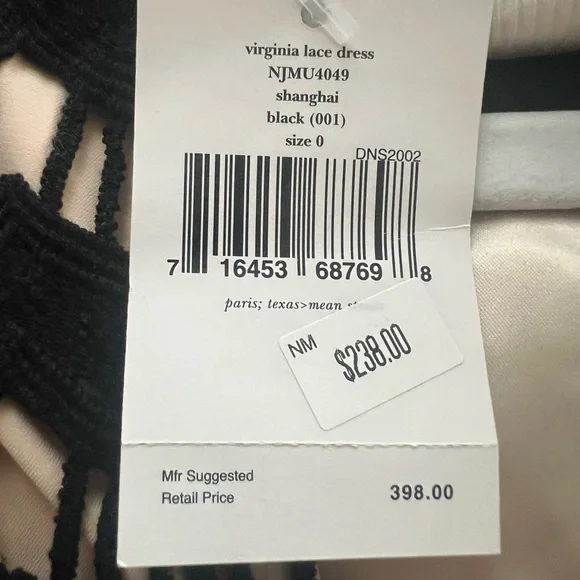 virginia lace dress
NJMU4049
shanghai
black (001)
size 0
DNS2002
7 16453 68769 8
paris; texas>mean
NM
$238.00
Mfr Suggested
Retail Price
398.00